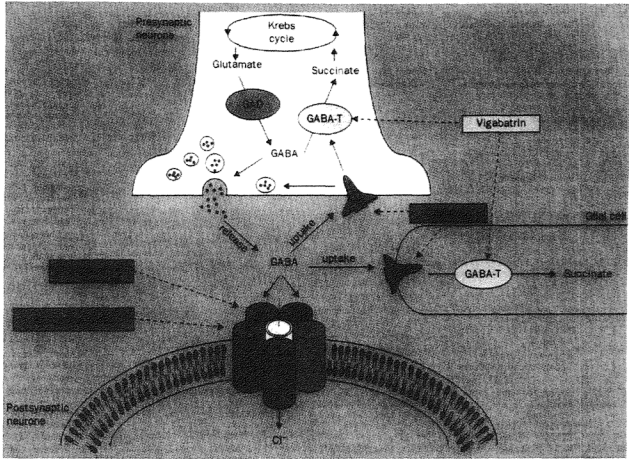 Presynaptic
neurone
Krebs
cycle
Glutamate
Succinate
GAD
GABA-T
Vigabatrin
GABA
release
uptake
Glial cell
GABA
uptake
GABA-T
Succinate
Postsynaptic
neurone
Cl⁻